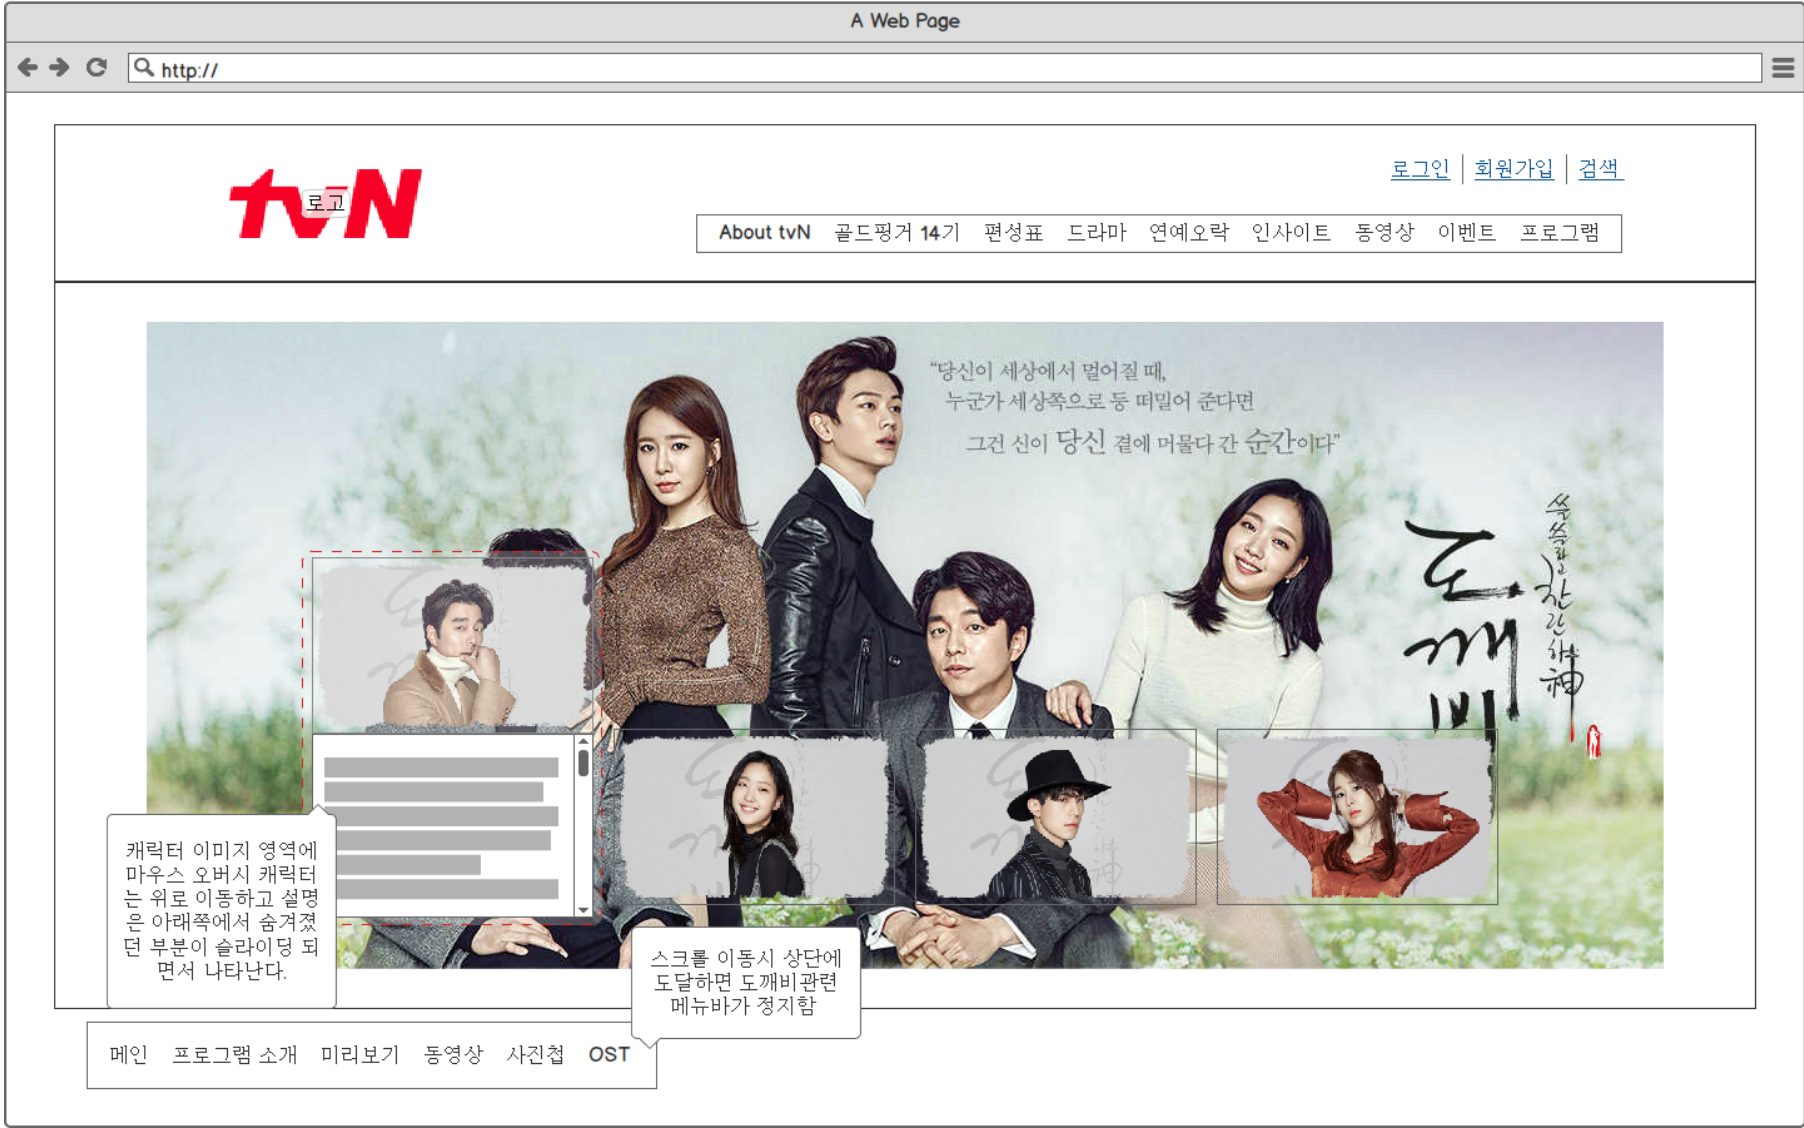 A Web Page
http://
tvN
로고
로그인 회원가입 검색
About tvN 골드핑거 14기 편성표 드라마 연예오락 인사이트 동영상 이벤트 프로그램
“당신이 세상에서 멀어질 때,
누군가 세상쪽으로 등 떠밀어 준다면
그건 신이 당신 곁에 머물다 간 순간이다”
쓸쓸하고 찬란하神
도깨비
캐릭터 이미지 영역에
마우스 오버시 캐릭터
는 위로 이동하고 설명
은 아래쪽에서 숨겨졌
던 부분이 슬라이딩 되
면서 나타난다.
스크롤 이동시 상단에
도달하면 도깨비관련
메뉴바가 정지함
메인 프로그램 소개 미리보기 동영상 사진첩 OST